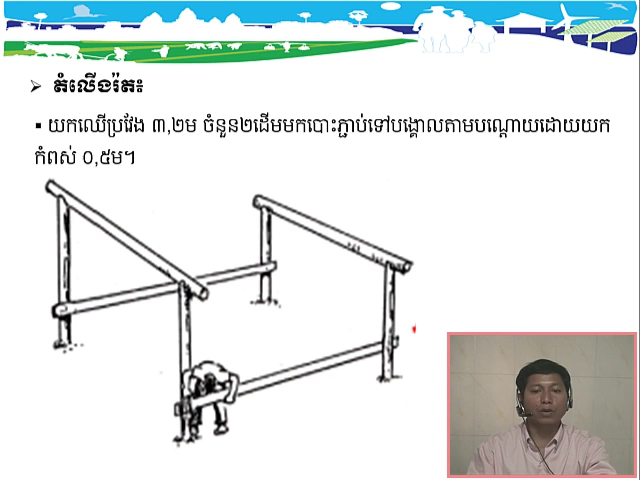 តំលើងរ៉ត៖
យកឈើប្រវែង ៣,២ម ចំនួន២ដើមមកបោះភ្ជាប់ទៅបង្គោលតាមបណ្ដោយដោយយក
កំពស់ ០,៥ម។